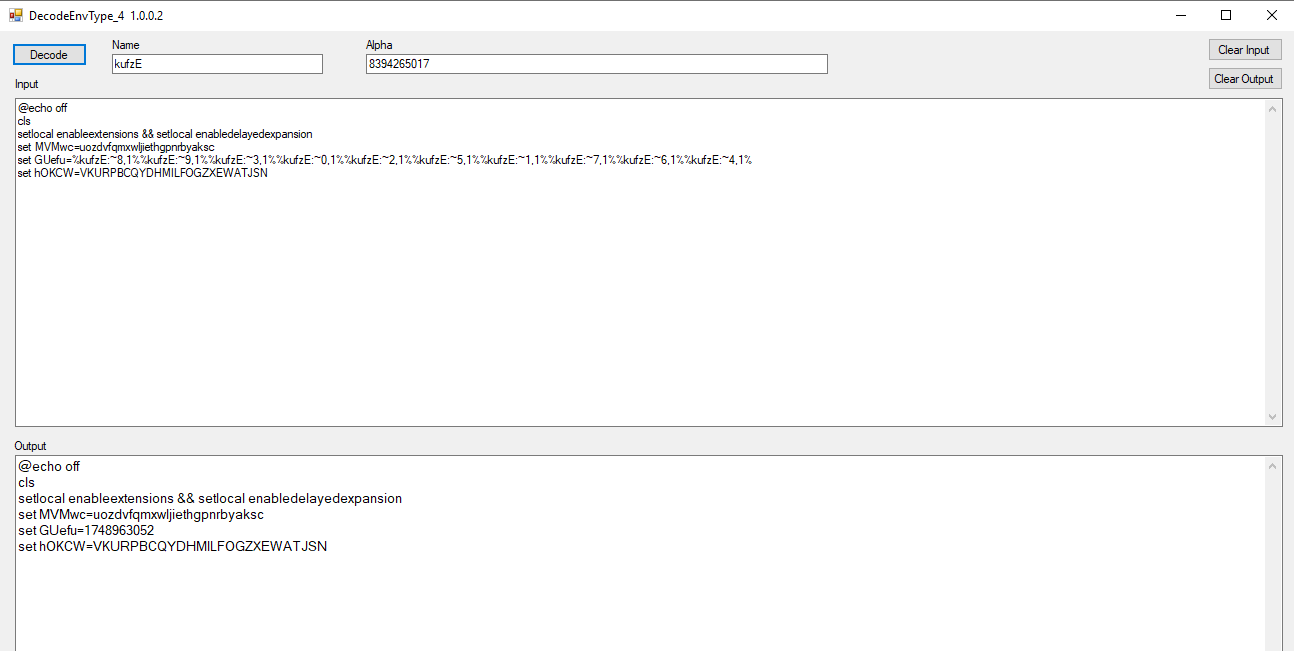 DecodeEnvType_4 1.0.0.2
Decode
Name
kufzE
Alpha
8394265017
Clear Input
Clear Output
Input
@echo off
cls
setlocal enableextensions && setlocal enabledelayedexpansion
set MVMwc=uozdvfqmxwljiethgpnrbyaksc
set GUefu=%kufzE:~8,1%%kufzE:~9,1%%kufzE:~3,1%%kufzE:~0,1%%kufzE:~2,1%%kufzE:~5,1%%kufzE:~1,1%%kufzE:~7,1%%kufzE:~6,1%%kufzE:~4,1%
set hOKCW=VKURPBCQYDHMILFOGZXEWATJSN
Output
@echo off
cls
setlocal enableextensions && setlocal enabledelayedexpansion
set MVMwc=uozdvfqmxwljiethgpnrbyaksc
set GUefu=1748963052
set hOKCW=VKURPBCQYDHMILFOGZXEWATJSN